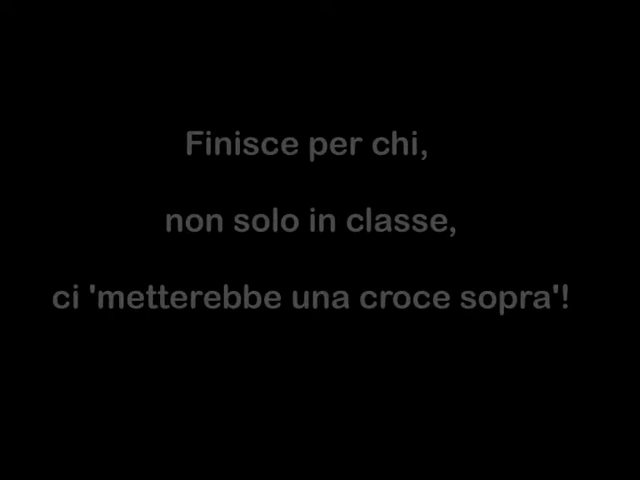 Finisce per chi,
non solo in classe,
ci 'metterebbe una croce sopra'!